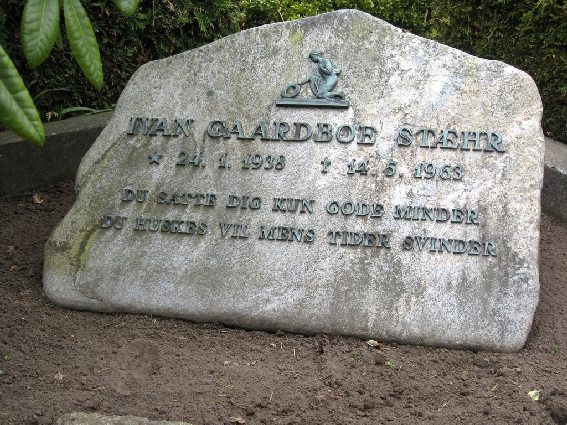 IVAN GAARDBOE STÆHR
* 24. 1. 1938 † 14. 5. 1963
DU SATTE DIG KUN GODE MINDER
DU HUSKES VIL MENS TIDER SVINDER